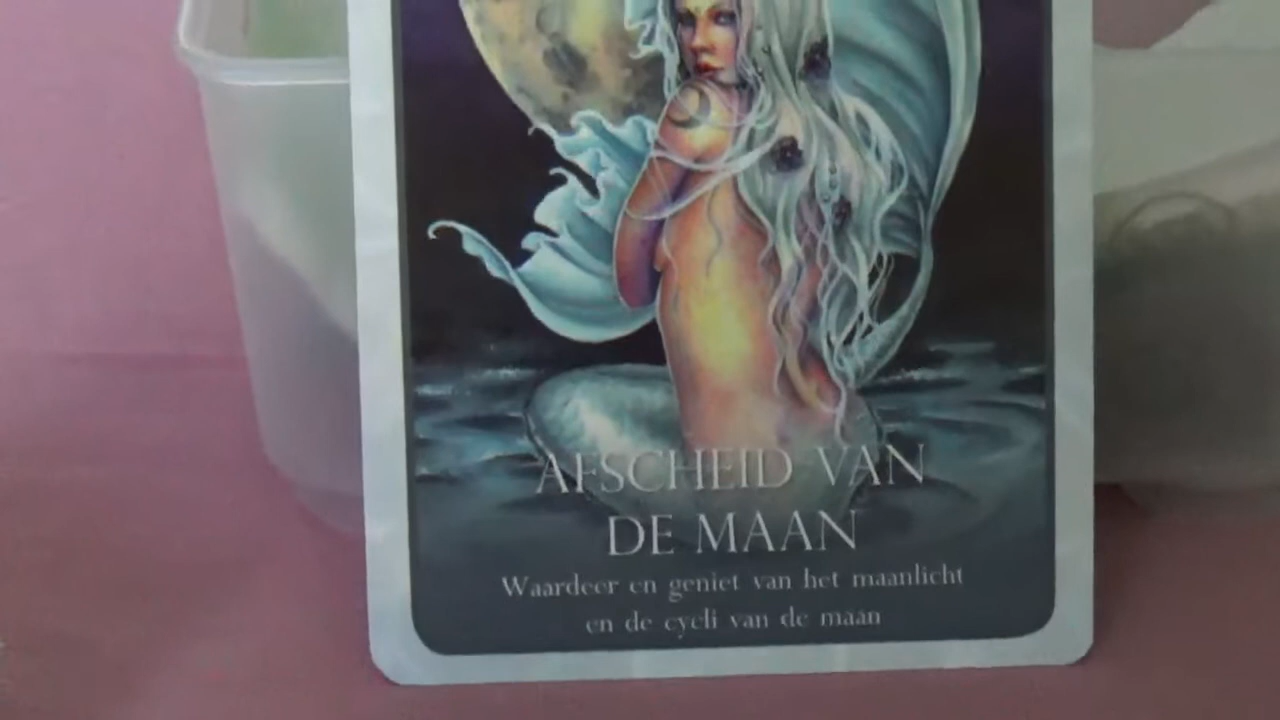 AFSCHEID VAN
DE MAAN
Waardeer en geniet van het maanlicht
en de cycli van de maan